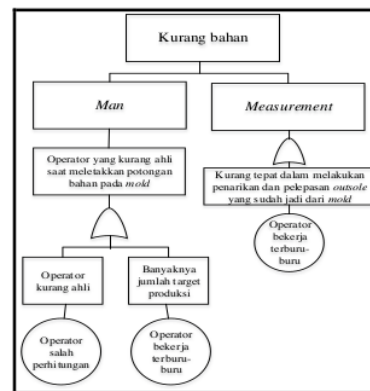 Kurang bahan
Man
Measurement
Operator yang kurang ahli
saat meletakkan potongan
bahan pada mold
Kurang tepat dalam melakukan
penarikan dan pelepasan outsole
yang sudah jadi dari mold
Operator
bekerja
terburu-
buru
Operator
kurang ahli
Banyaknya
jumlah target
produksi
Operator
salah
perhitungan
Operator
bekerja
terburu-
buru